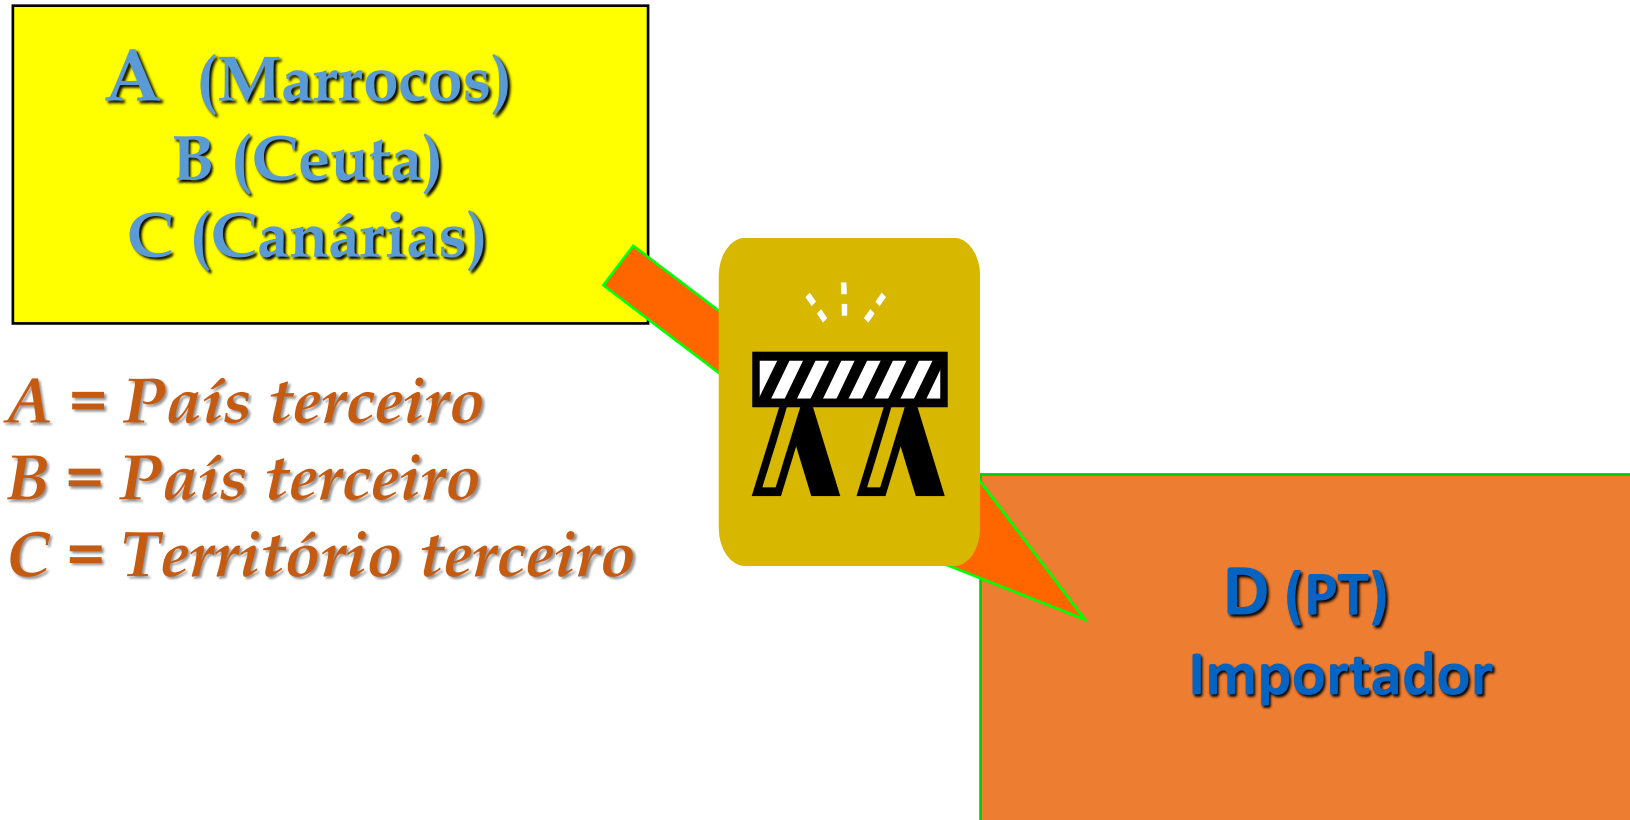 A (Marrocos)
B (Ceuta)
C (Canárias)
A = País terceiro
B = País terceiro
C = Território terceiro
D (PT)
Importador